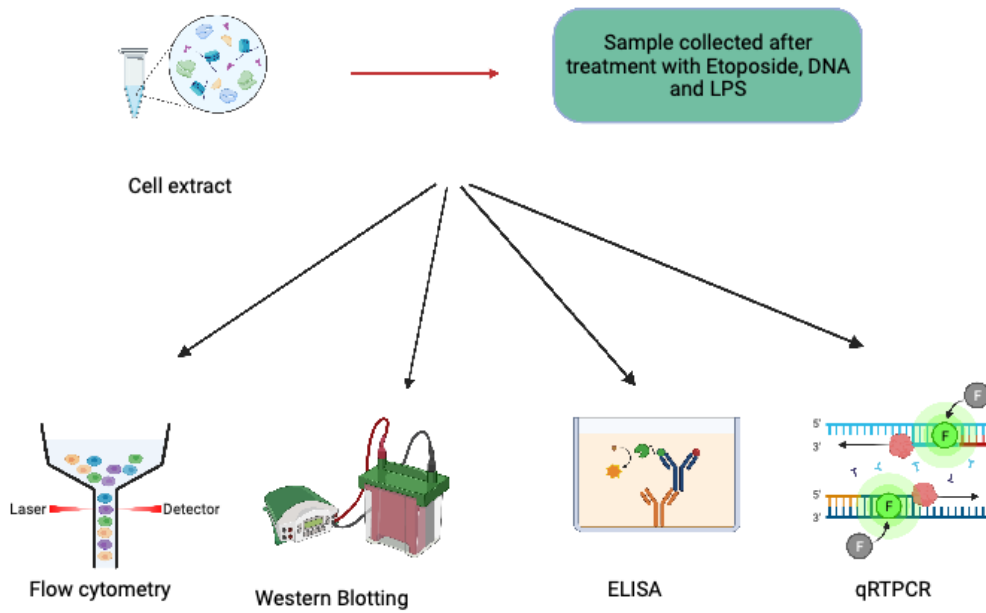 Sample collected after
treatment with Etoposide, DNA
and LPS
Cell extract
Laser
Detector
F
5'
F
3'
5'
F
3'
F
Flow cytometry
Western Blotting
ELISA
qRTPCR